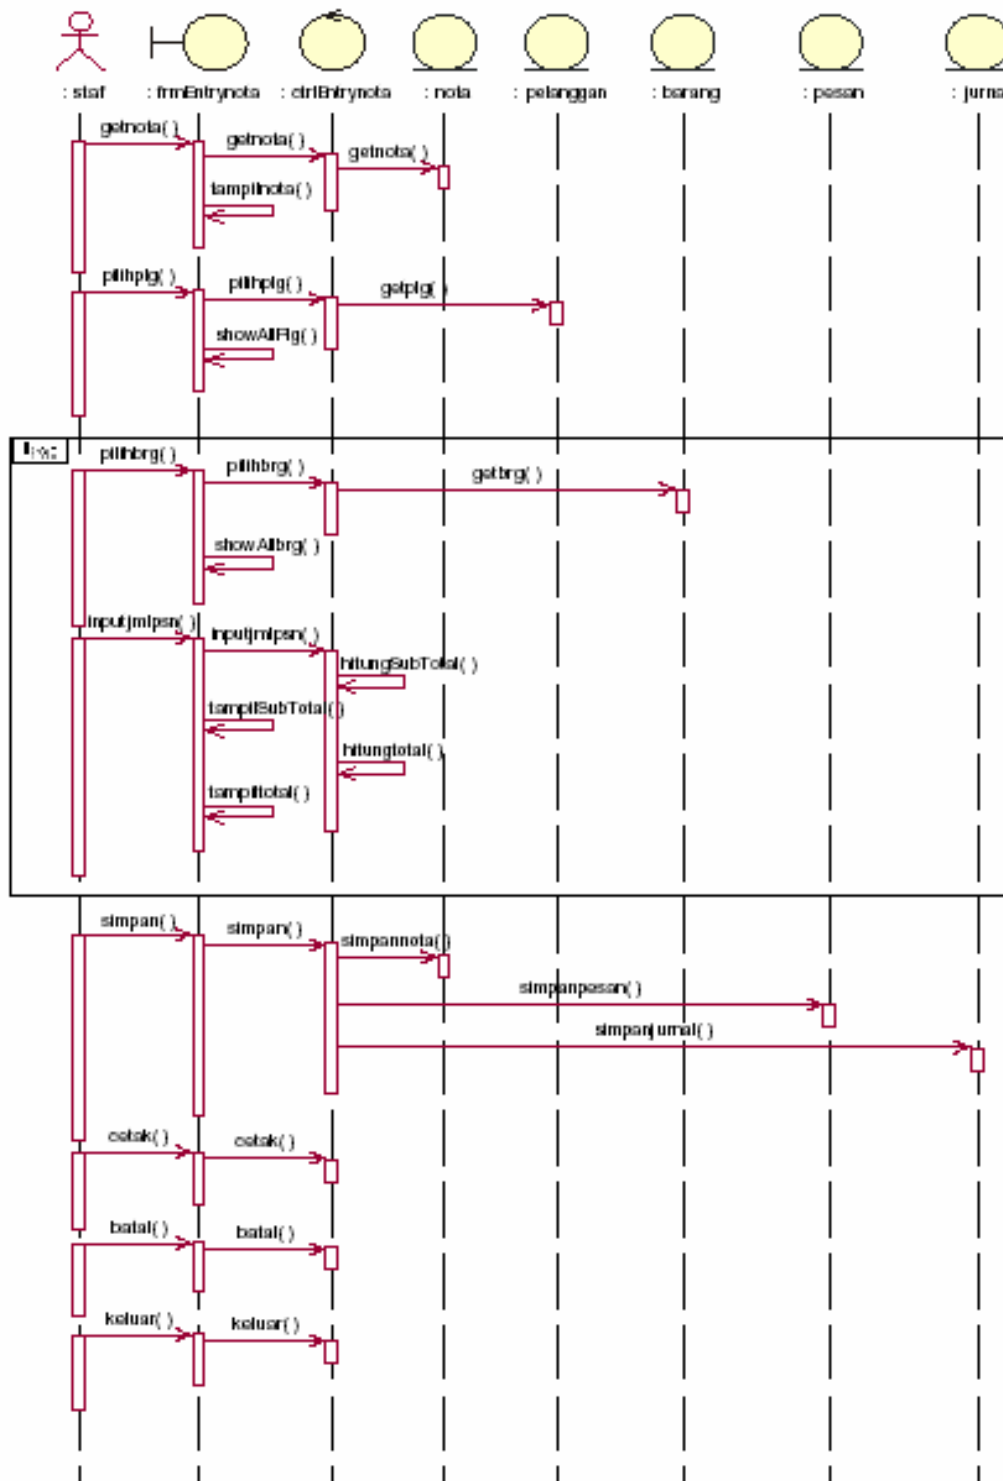 : staf
: frmEntrynota
: ctrlEntrynota
: nota
: pelanggan
: barang
: pesan
: jurna
getnota( )
getnota( )
getnota( )
tampilnota( )
pilihplg( )
pilihplg( )
getplg( )
showAllPlg( )
pilihbrg( )
pilihbrg( )
getbrg( )
showAllbrg( )
inputjmlpsn( )
inputjmlpsn( )
hitungSubTotal( )
tampilSubTotal( )
hitungtotal( )
tampiltotal( )
simpan( )
simpan( )
simpannota( )
simpanpesan( )
simpanjurnal( )
cetak( )
cetak( )
batal( )
batal( )
keluar( )
keluar( )